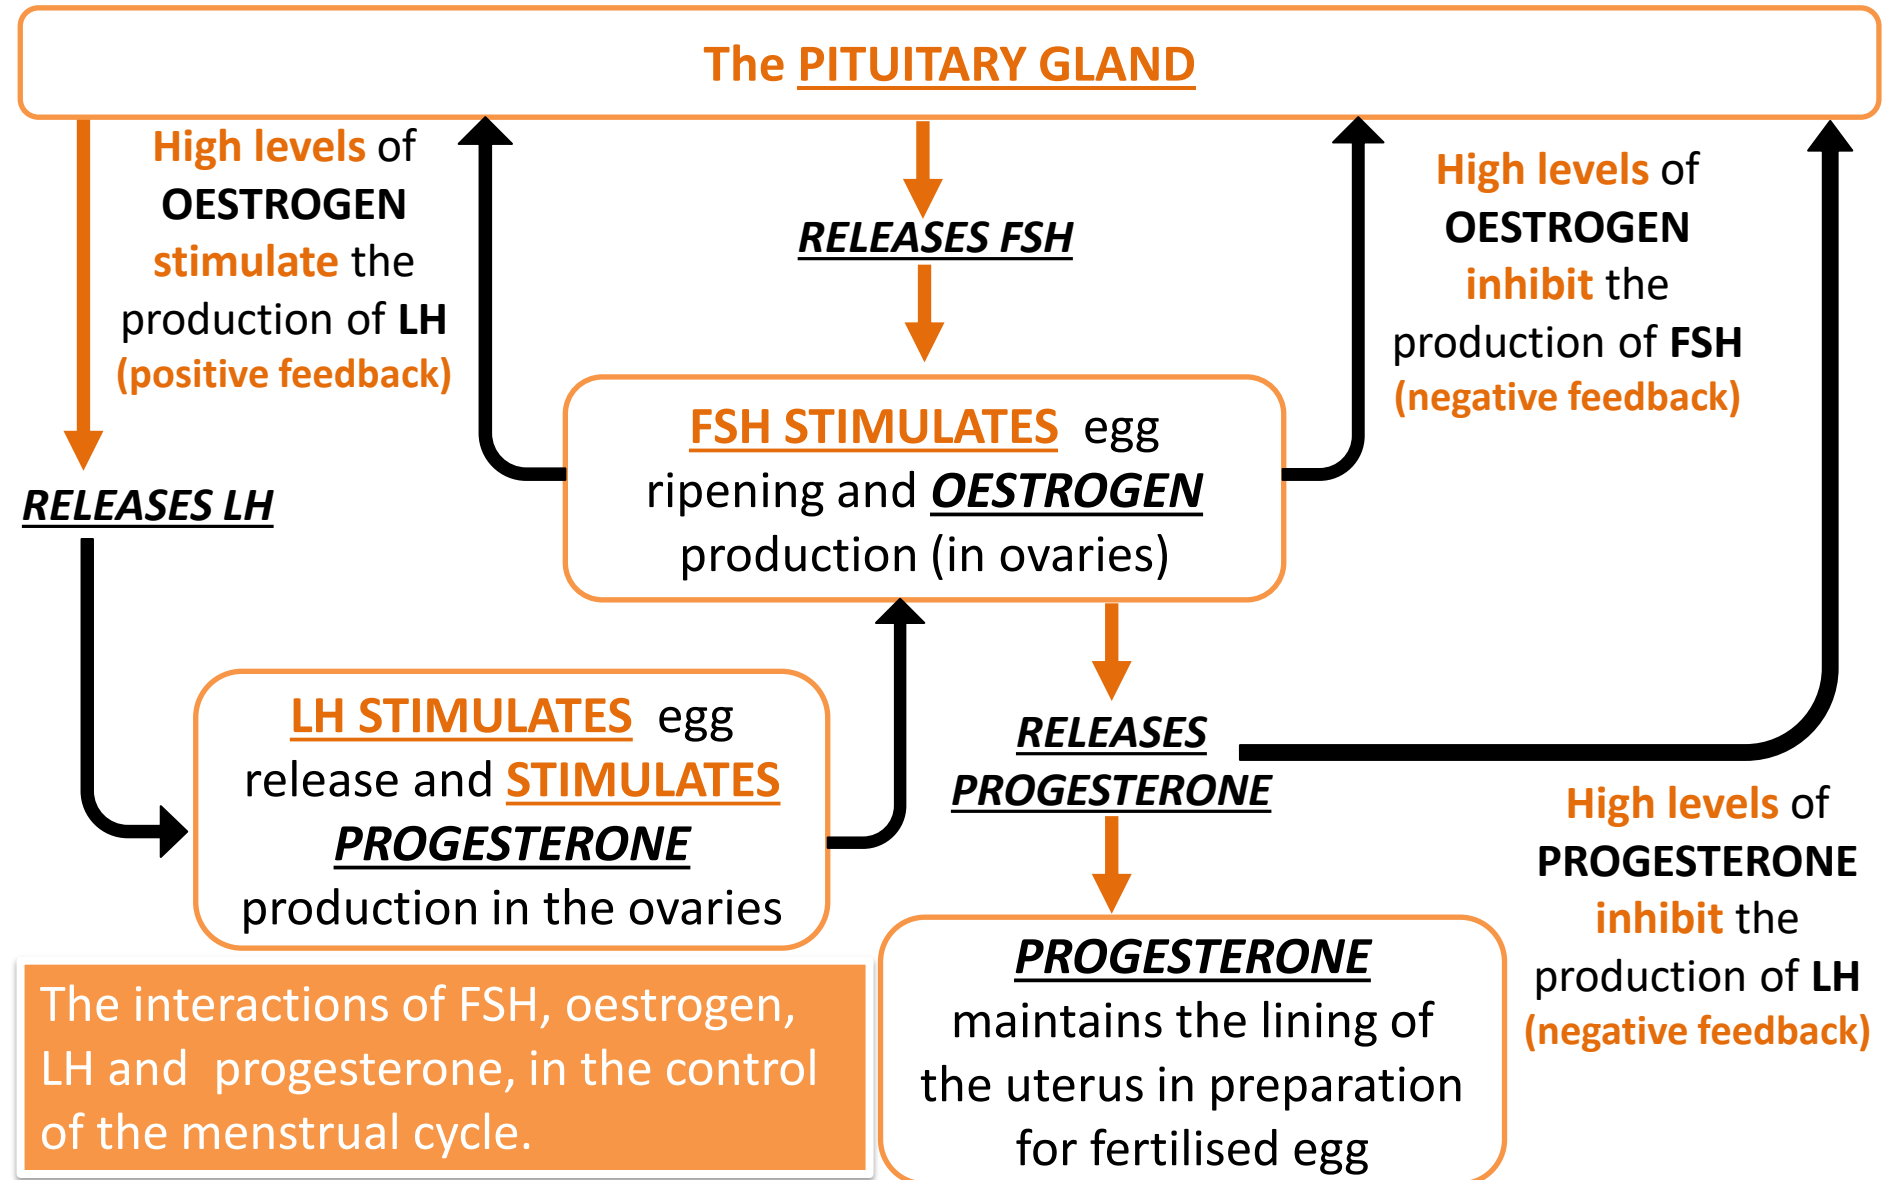 The PITUITARY GLAND
High levels of
OESTROGEN
stimulate the
production of LH
(positive feedback)
RELEASES FSH
High levels of
OESTROGEN
inhibit the
production of FSH
(negative feedback)
FSH STIMULATES egg
ripening and OESTROGEN
production (in ovaries)
RELEASES LH
LH STIMULATES egg
release and STIMULATES
PROGESTERONE
production in the ovaries
RELEASES
PROGESTERONE
High levels of
PROGESTERONE
inhibit the
production of LH
(negative feedback)
PROGESTERONE
maintains the lining of
the uterus in preparation
for fertilised egg
The interactions of FSH, oestrogen,
LH and progesterone, in the control
of the menstrual cycle.